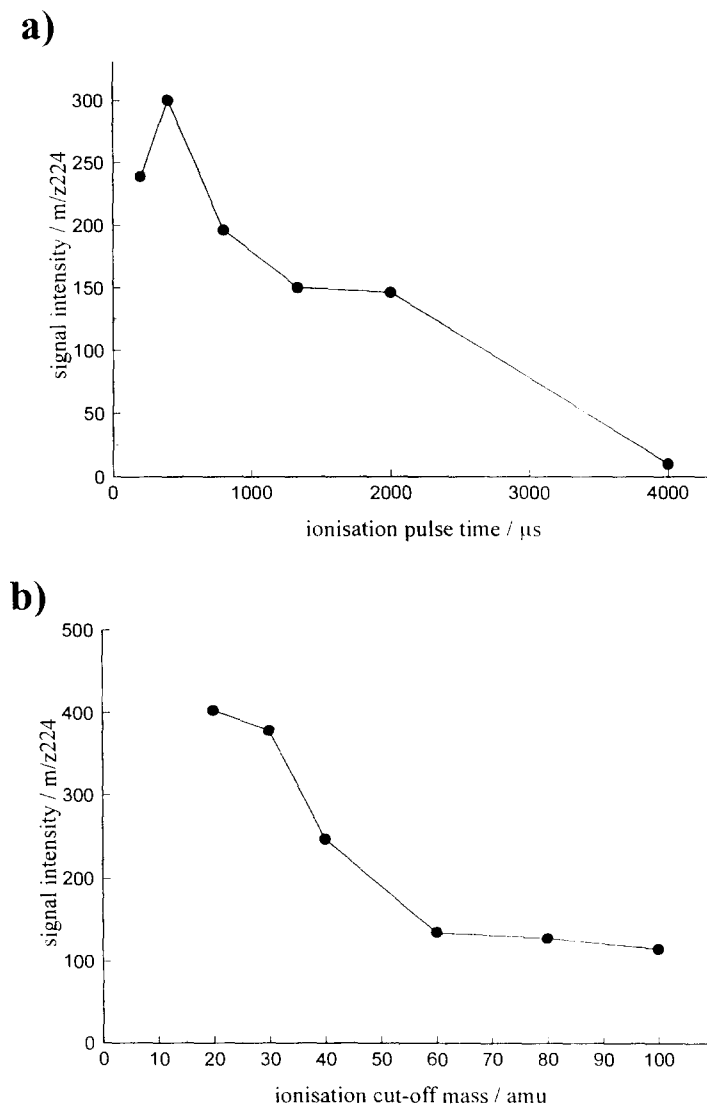 a)
300
250
200
150
100
50
0
signal intensity / m/z224
0 1000 2000 3000 4000
ionisation pulse time / µs
b)
500
400
300
200
100
0
signal intensity / m/z224
0 10 20 30 40 50 60 70 80 90 100
ionisation cut-off mass / amu